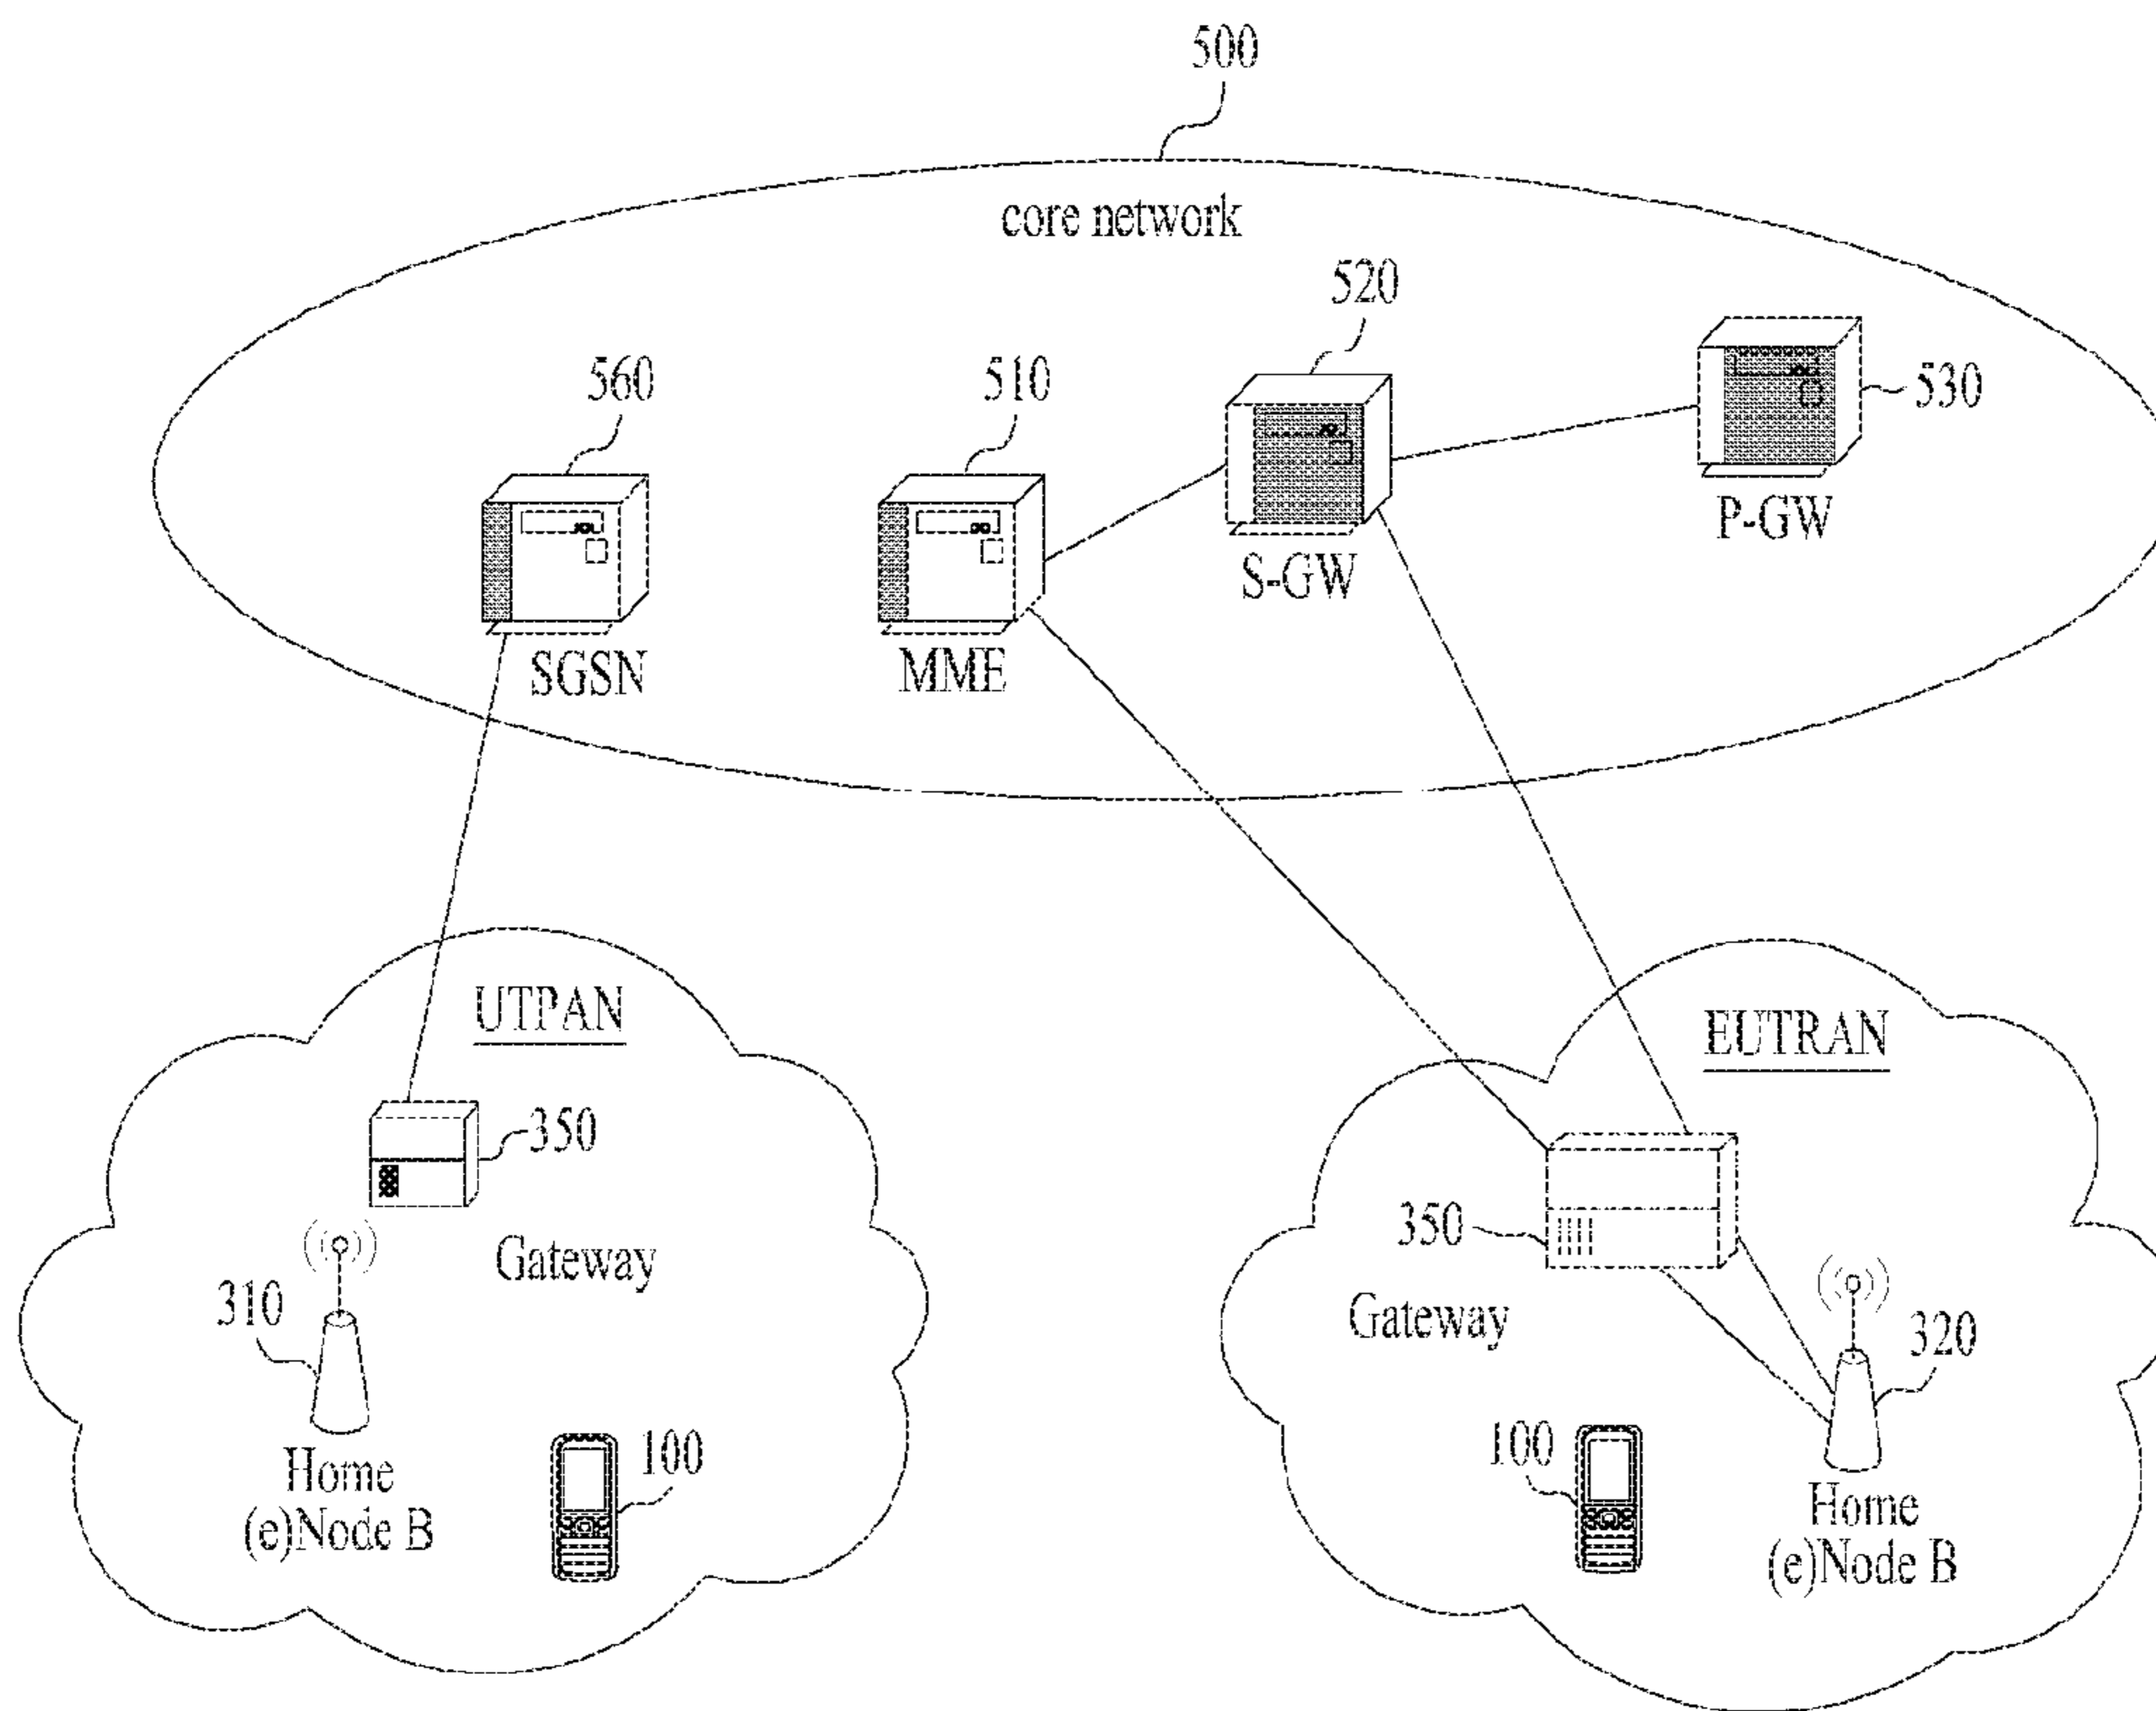 500
core network
520
560
510
530
P-GW
S-GW
SGSN
MME
UTPAN
EUTRAN
350
350
Gateway
310
Gateway
320
100
100
Home
(e)Node B
Home
(e)Node B